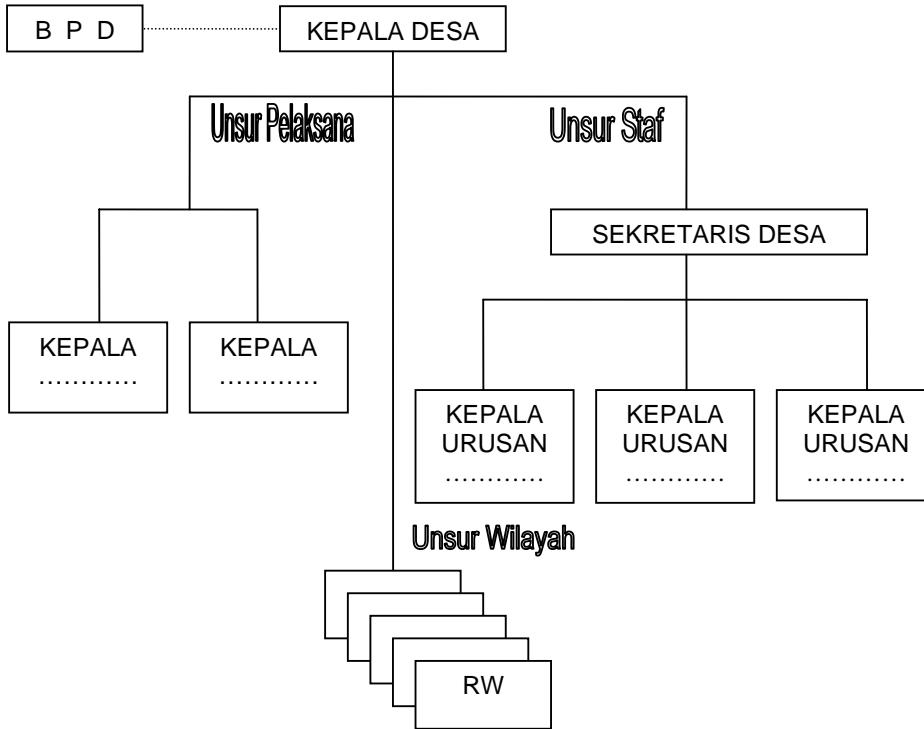 B P D
KEPALA DESA
Unsur Pelaksana
Unsur Staf
SEKRETARIS DESA
KEPALA
…………
KEPALA
…………
KEPALA
URUSAN
…………
KEPALA
URUSAN
…………
KEPALA
URUSAN
…………
Unsur Wilayah
RW